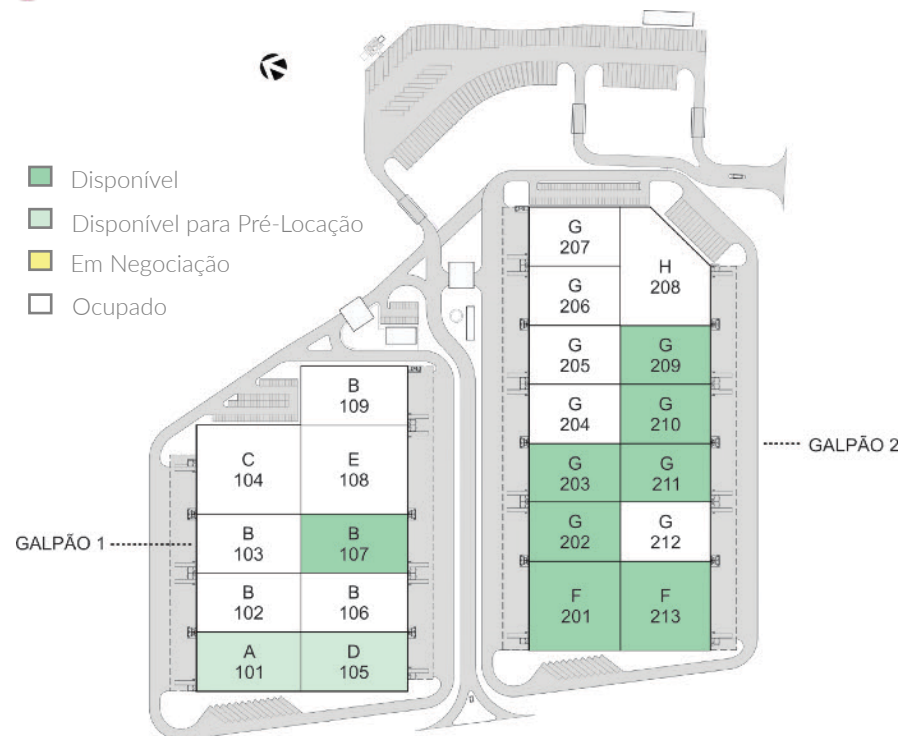 Disponível
Disponível para Pré-Locação
Em Negociação
Ocupado
G
207
H
208
G
206
G
205
G
209
G
204
G
210
G
203
G
211
G
202
G
212
F
201
F
213
GALPÃO 2
B
109
C
104
E
108
B
103
B
107
B
102
B
106
A
101
D
105
GALPÃO 1